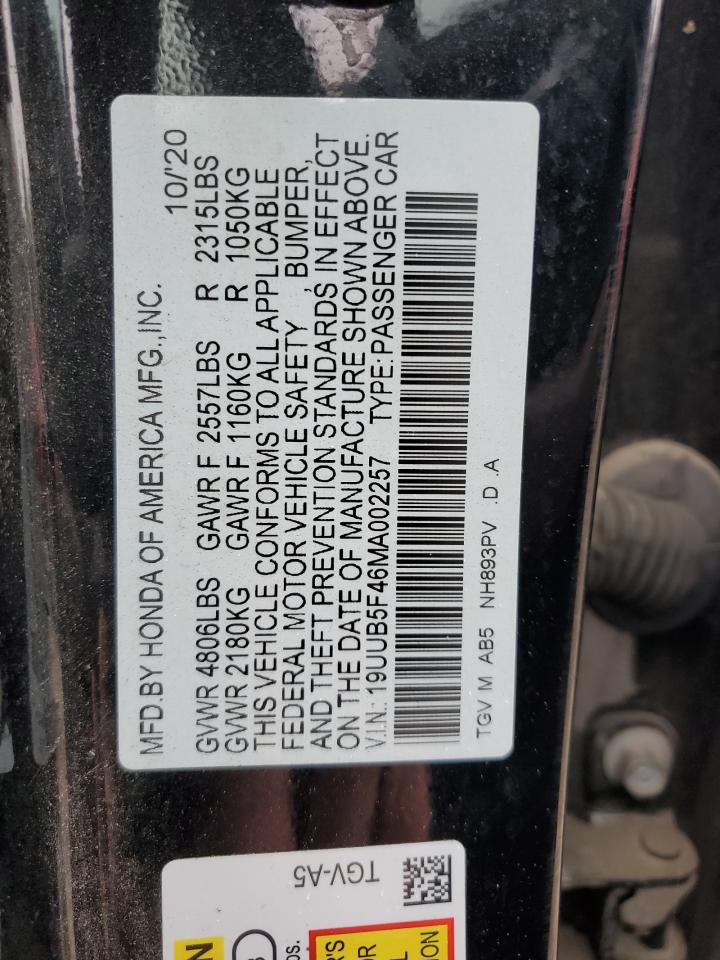 MFD.BY HONDA OF AMERICA MFG.,INC. 10/'20
GVWR 4806LBS GAWR F 2557LBS R 2315LBS
GVWR 2180KG GAWR F 1160KG R 1050KG
THIS VEHICLE CONFORMS TO ALL APPLICABLE
FEDERAL MOTOR VEHICLE SAFETY , BUMPER,
AND THEFT PREVENTION STANDARDS, IN EFFECT
ON THE DATE OF MANUFACTURE SHOWN ABOVE.
V.I.N.: 19UUB5F46MA002257 TYPE:PASSENGER CAR
TGV M AB5 NH893PV .D .A
TGV-A5